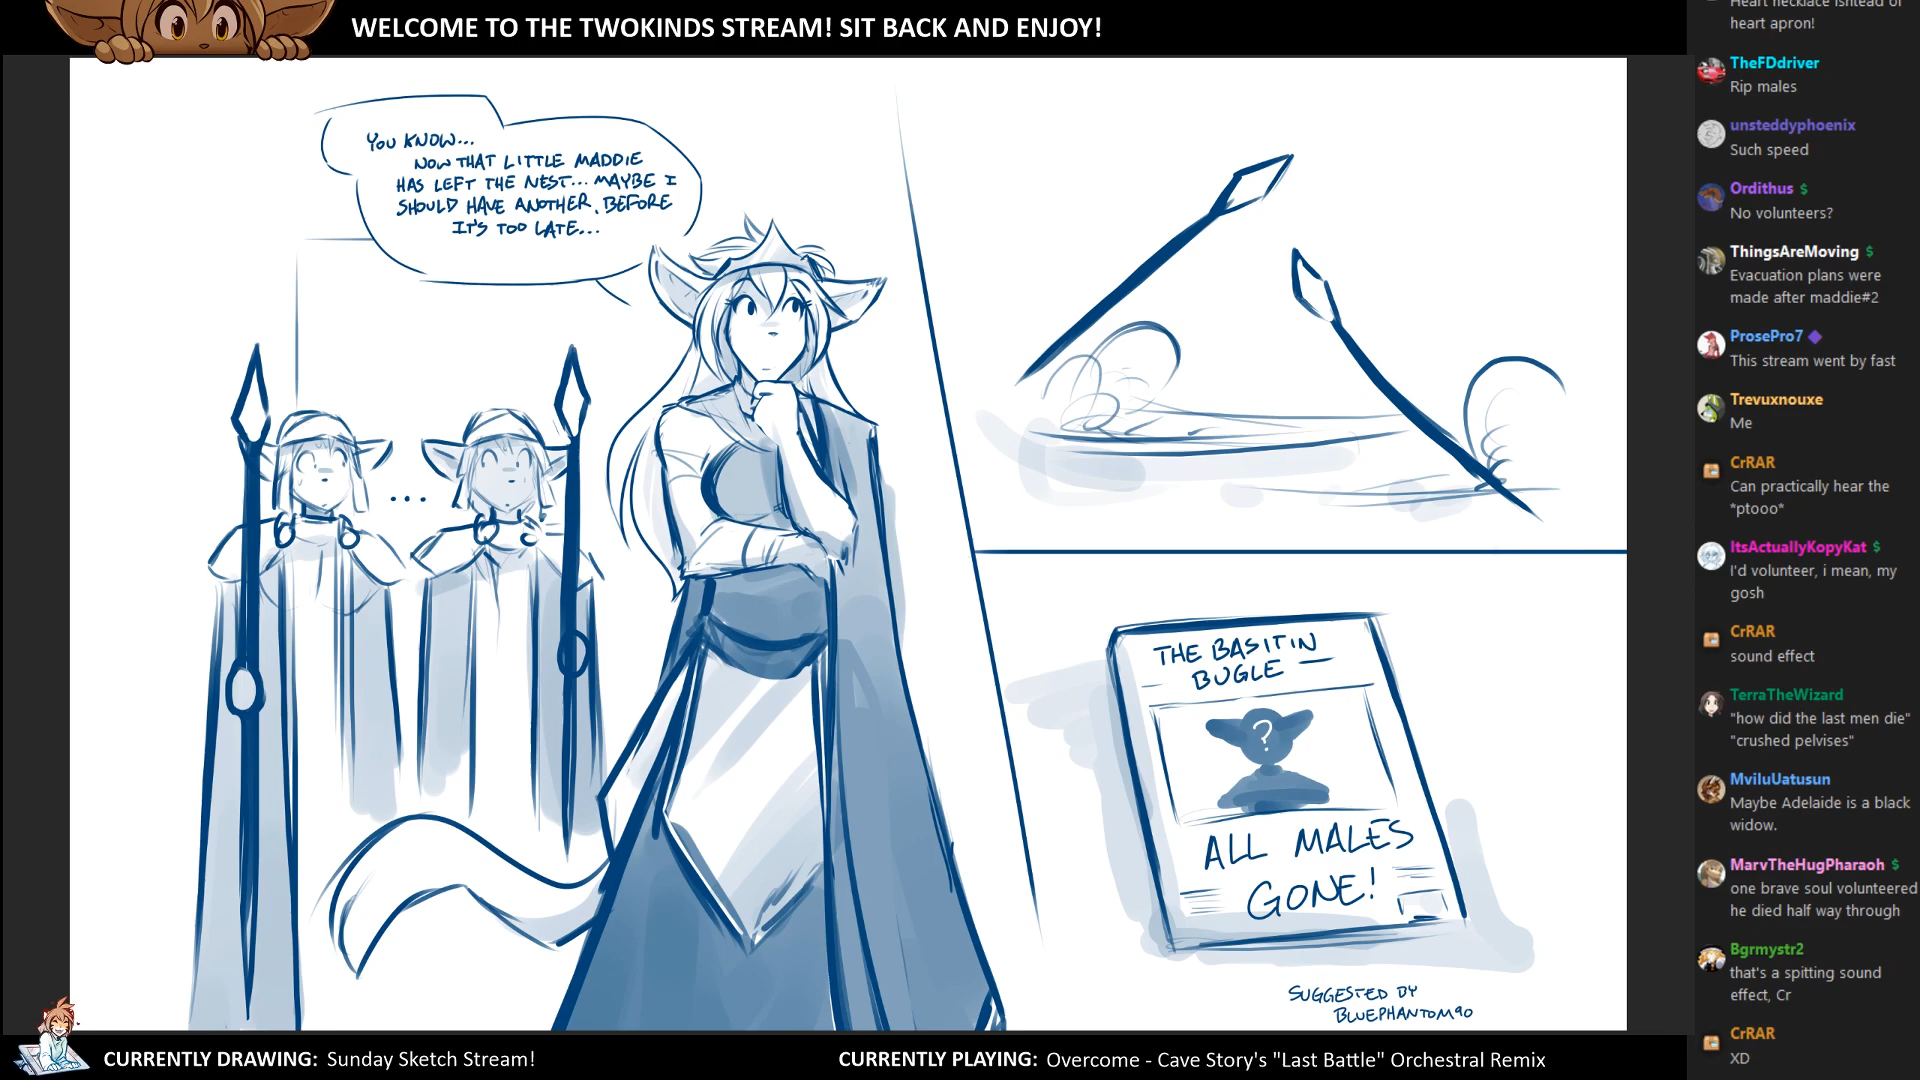 WELCOME TO THE TWOKINDS STREAM! SIT BACK AND ENJOY!
YOU KNOW...
NOW THAT LITTLE MADDIE
HAS LEFT THE NEST... MAYBE I
SHOULD HAVE ANOTHER, BEFORE
IT'S TOO LATE...
...
THE BASITIN
BUGLE —
?
ALL MALES
GONE!
SUGGESTED BY
BLUEPHANTOM90
CURRENTLY DRAWING: Sunday Sketch Stream!
CURRENTLY PLAYING: Overcome - Cave Story's "Last Battle" Orchestral Remix
heart apron!
TheFDdriver
Rip males
unsteddyphoenix
Such speed
Ordithus $
No volunteers?
ThingsAreMoving $
Evacuation plans were
made after maddie#2
ProsePro7
This stream went by fast
Trevuxnouxe
Me
CrRAR
Can practically hear the
*ptooo*
ItsActuallyKopyKat $
I'd volunteer, i mean, my
gosh
CrRAR
sound effect
TerraTheWizard
"how did the last men die"
"crushed pelvises"
MviluUatusun
Maybe Adelaide is a black
widow.
MarvTheHugPharaoh $
one brave soul volunteered
he died half way through
Bgrmystr2
that's a spitting sound
effect, Cr
CrRAR
XD